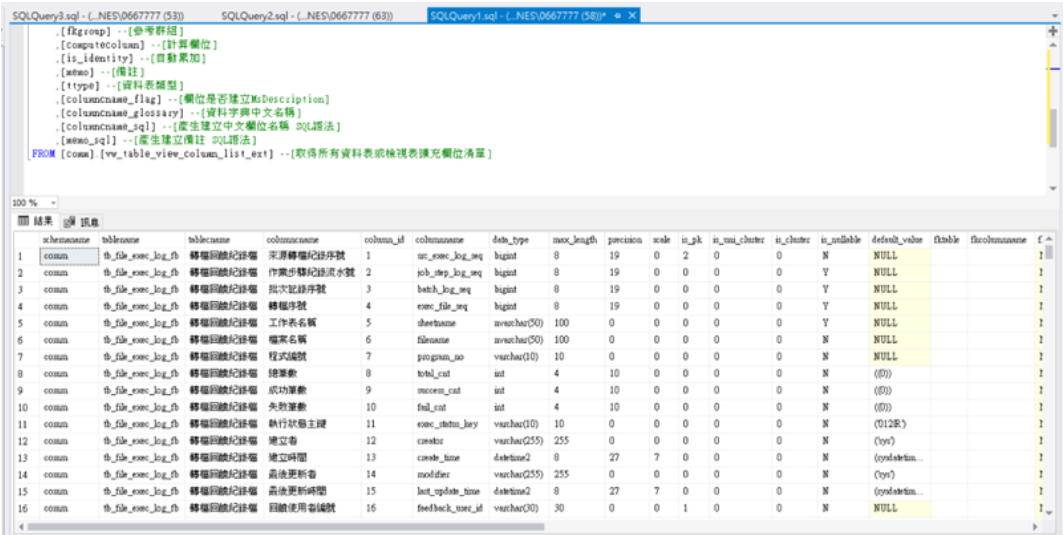 SQLQuery3.sql - (...NES\0667777 (53)) SQLQuery2.sql - (...NES\0667777 (63)) SQLQuery1.sql - (...NES\0667777 (58))*
,[fkgroup] --[參考群組]
,[computecolumn] --[計算欄位]
,[is_identity] --[自動累加]
,[memo] --[備註]
,[ttype] --[資料表類型]
,[columncname_flag] --[欄位是否建立MsDescription]
,[columncname_glossary] --[資料字典中文名稱]
,[columncname_sql] --[產生建立中文欄位名稱 SQL語法]
,[memo_sql] --[產生建立備註 SQL語法]
FROM [comm].[vw_table_view_column_list_ext] --[取得所有資料表或檢視表擴充欄位清單]
100 %
結果 訊息
schemaname tablename tablecname columncname column_id columnname data_type max_length precision scale is_pk is_uni_cluster is_cluster is_nullable default_value fktable fkcolumnname f
1 comm tb_file_exec_log_fb 轉檔回饋紀錄檔 來源轉檔紀錄序號 1 src_exec_log_seq bigint 8 19 0 2 0 0 N NULL
2 comm tb_file_exec_log_fb 轉檔回饋紀錄檔 作業步驟紀錄流水號 2 job_step_log_seq bigint 8 19 0 0 0 0 Y NULL
3 comm tb_file_exec_log_fb 轉檔回饋紀錄檔 批次記錄序號 3 batch_log_seq bigint 8 19 0 0 0 0 Y NULL
4 comm tb_file_exec_log_fb 轉檔回饋紀錄檔 轉檔序號 4 exec_file_seq bigint 8 19 0 0 0 0 Y NULL
5 comm tb_file_exec_log_fb 轉檔回饋紀錄檔 工作表名稱 5 sheetname nvarchar(50) 100 0 0 0 0 0 Y NULL
6 comm tb_file_exec_log_fb 轉檔回饋紀錄檔 檔案名稱 6 filename nvarchar(50) 100 0 0 0 0 0 N NULL
7 comm tb_file_exec_log_fb 轉檔回饋紀錄檔 程式編號 7 program_no varchar(10) 10 0 0 0 0 0 N NULL
8 comm tb_file_exec_log_fb 轉檔回饋紀錄檔 總筆數 8 total_cnt int 4 10 0 0 0 0 N ((0))
9 comm tb_file_exec_log_fb 轉檔回饋紀錄檔 成功筆數 9 success_cnt int 4 10 0 0 0 0 N ((0))
10 comm tb_file_exec_log_fb 轉檔回饋紀錄檔 失敗筆數 10 fail_cnt int 4 10 0 0 0 0 N ((0))
11 comm tb_file_exec_log_fb 轉檔回饋紀錄檔 執行狀態主鍵 11 exec_status_key varchar(10) 10 0 0 0 0 0 N ('012IR')
12 comm tb_file_exec_log_fb 轉檔回饋紀錄檔 建立者 12 creator varchar(255) 255 0 0 0 0 0 N ('sys')
13 comm tb_file_exec_log_fb 轉檔回饋紀錄檔 建立時間 13 create_time datetime2 8 27 7 0 0 0 N (sysdatetim...
14 comm tb_file_exec_log_fb 轉檔回饋紀錄檔 最後更新者 14 modifier varchar(255) 255 0 0 0 0 0 N ('sys')
15 comm tb_file_exec_log_fb 轉檔回饋紀錄檔 最後更新時間 15 last_update_time datetime2 8 27 7 0 0 0 N (sysdatetim...
16 comm tb_file_exec_log_fb 轉檔回饋紀錄檔 回饋使用者編號 16 feedback_user_id varchar(30) 30 0 0 1 0 0 N NULL